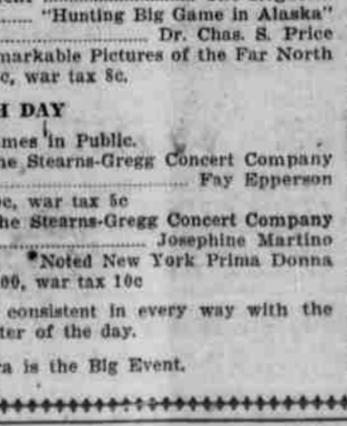 "Hunting Big Game in Alaska"
Dr. Chas. S. Price
markable Pictures of the Far North
c, war tax 8c.
H DAY
mes in Public.
he Stearns-Gregg Concert Company
Fay Epperson
0c, war tax 5c
he Stearns-Gregg Concert Company
Josephine Martino
*Noted New York Prima Donna
00, war tax 10c
consistent in every way with the
ter of the day.
ra is the Big Event.